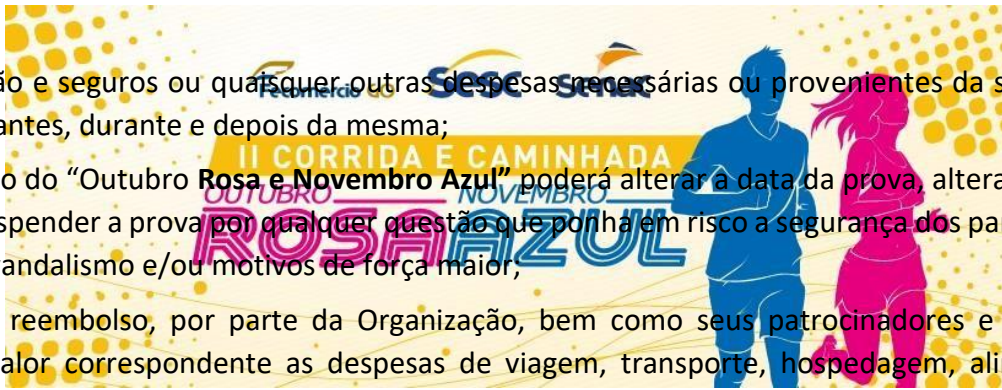 Fecomércio GO Sesc Senac
ão e seguros ou quaisquer outras despesas necessárias ou provenientes da s
antes, durante e depois da mesma;
II CORRIDA E CAMINHADA
o do “Outubro Rosa e Novembro Azul” poderá alterar a data da prova, altera
OUTUBRO NOVEMBRO
spender a prova por qualquer questão que ponha em risco a segurança dos pa
ROSA AZUL
vandalismo e/ou motivos de força maior;
reembolso, por parte da Organização, bem como seus patrocinadores e
alor correspondente as despesas de viagem, transporte, hospedagem, ali